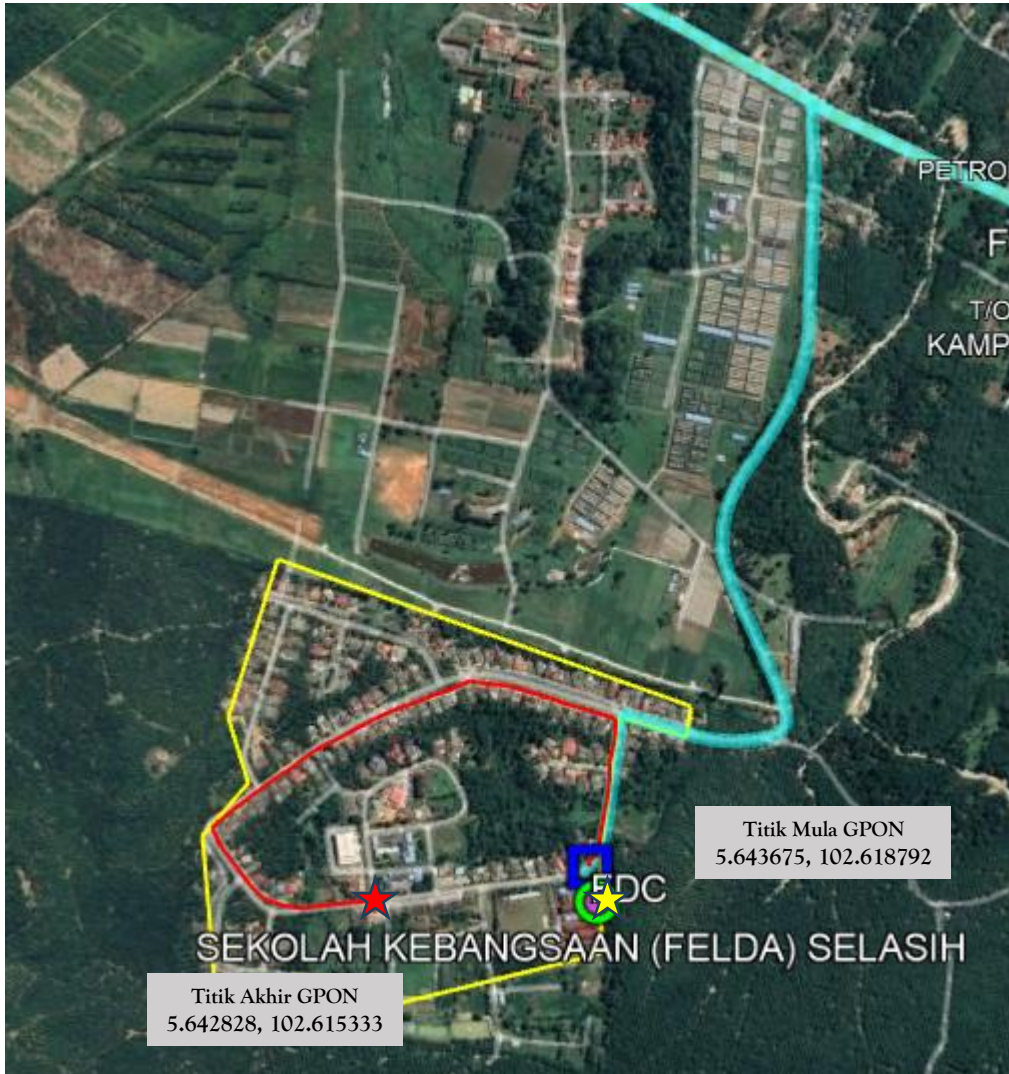 PETRO
F
T/O
KAMP
Titik Mula GPON
5.643675, 102.618792
FDC
SEKOLAH KEBANGSAAN (FELDA) SELASIH
Titik Akhir GPON
5.642828, 102.615333